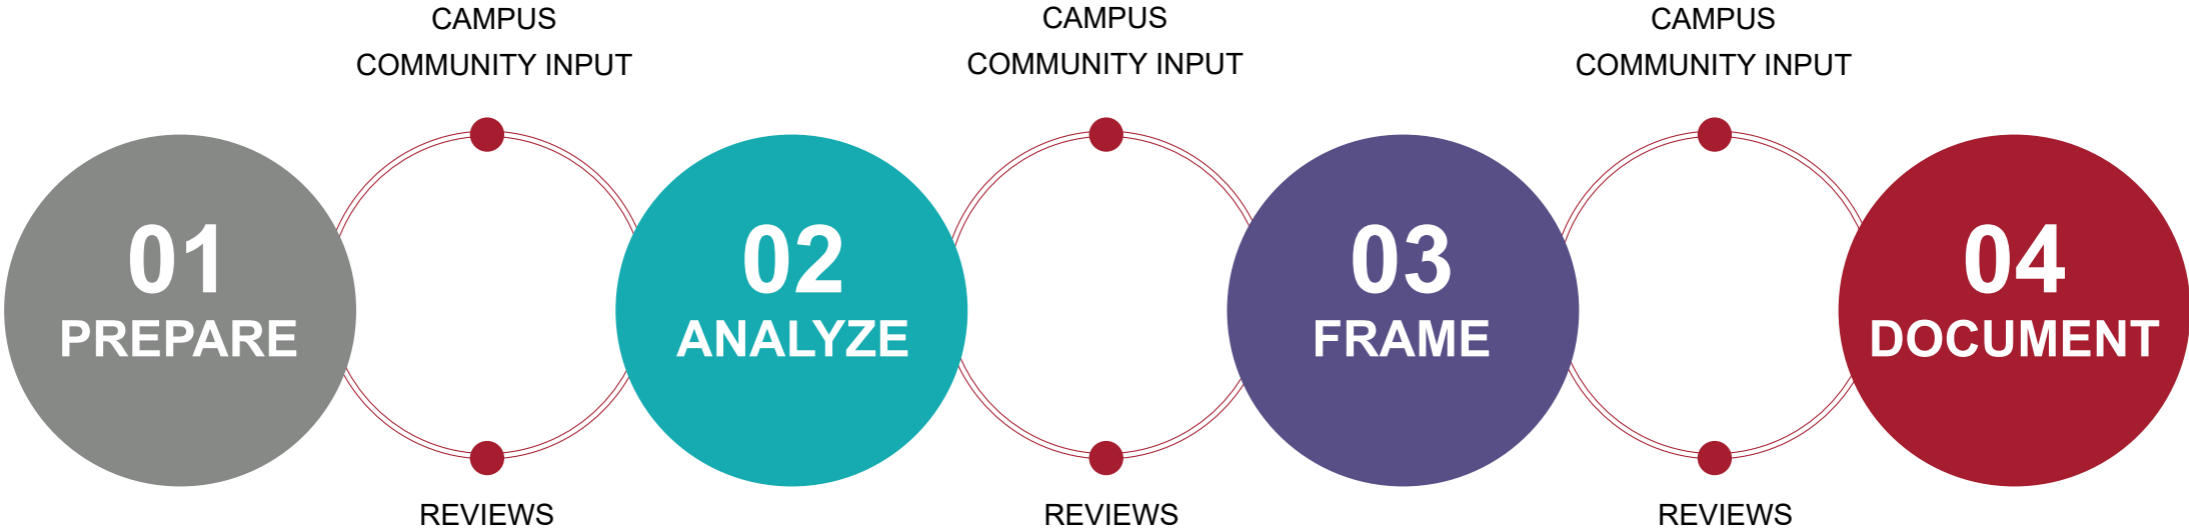 CAMPUS
COMMUNITY INPUT
CAMPUS
COMMUNITY INPUT
CAMPUS
COMMUNITY INPUT
01
PREPARE
02
ANALYZE
03
FRAME
04
DOCUMENT
REVIEWS
REVIEWS
REVIEWS